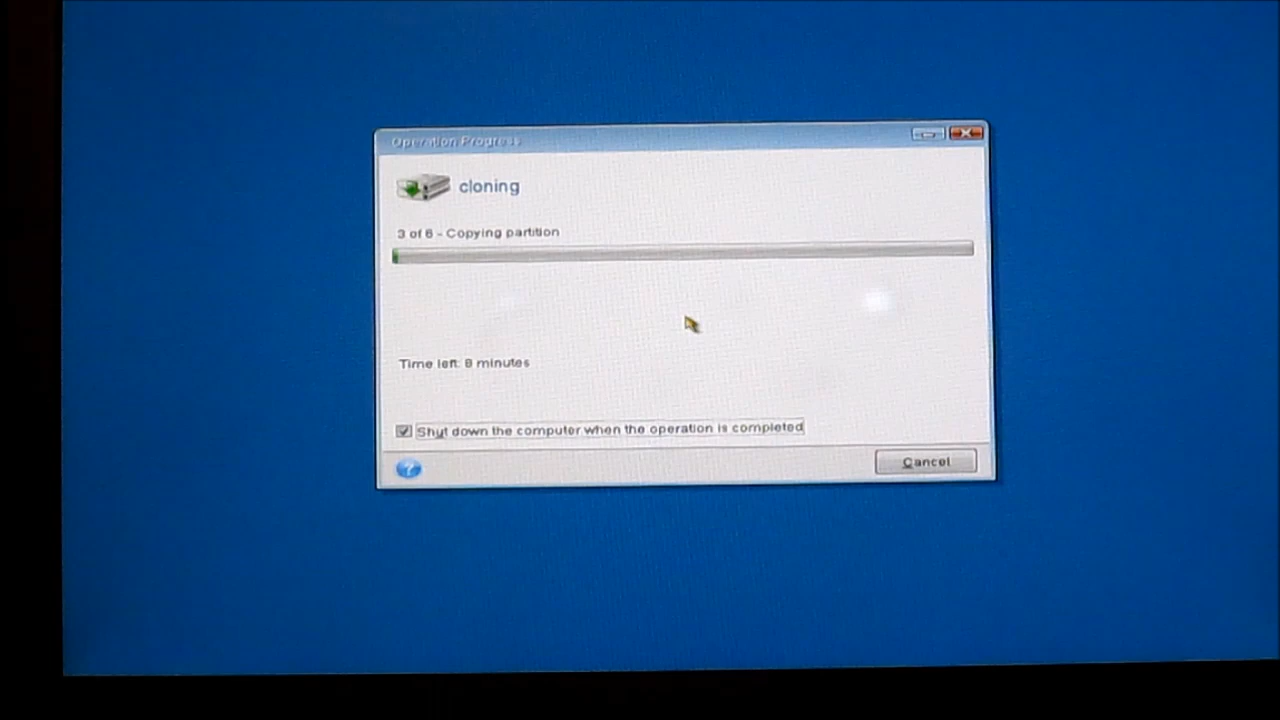 Operation Progress
cloning
3 of 6 - Copying partition
Time left: 8 minutes
Shut down the computer when the operation is completed
Cancel